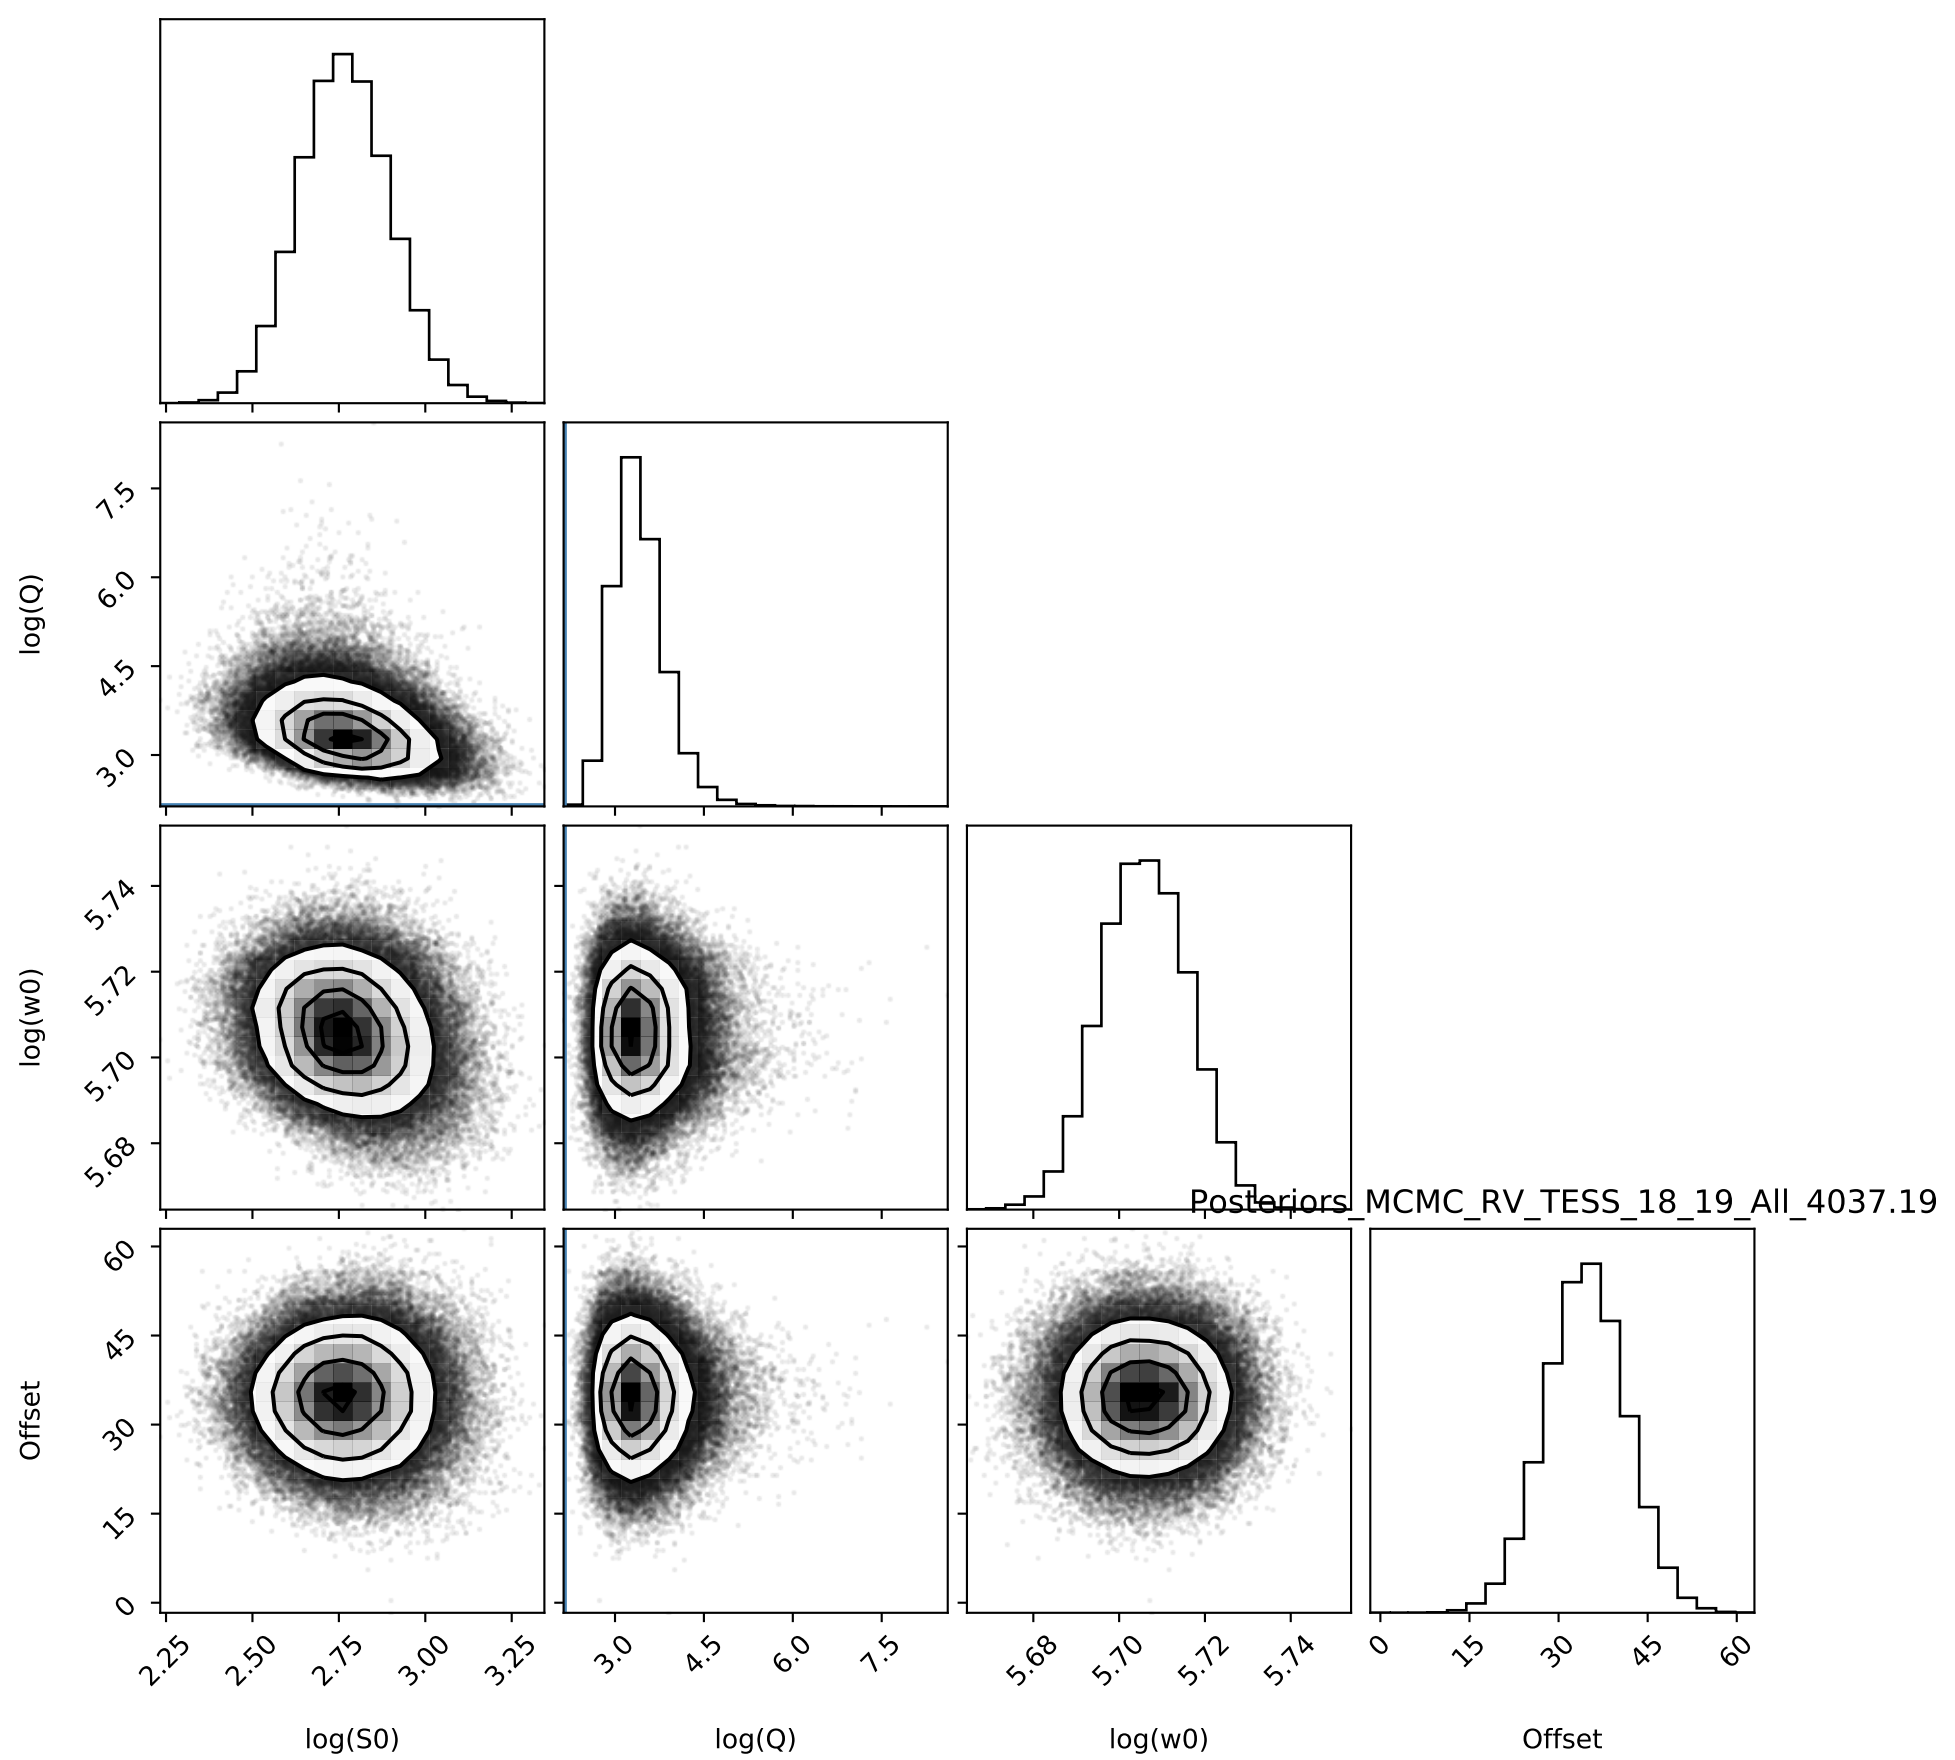 log(Q)
7.5
6.0
4.5
3.0
log(w0)
5.74
5.72
5.70
5.68
Posteriors_MCMC_RV_TESS_18_19_All_4037.19
Offset
60
45
30
15
0
2.25 2.50 2.75 3.00 3.25
3.0 4.5 6.0 7.5
5.68 5.70 5.72 5.74
0 15 30 45 60
log(S0)
log(Q)
log(w0)
Offset